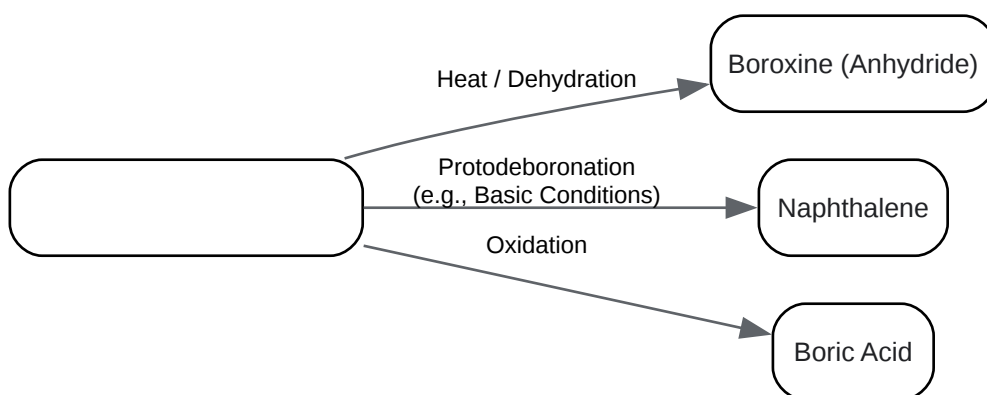 Boroxine (Anhydride)
Heat / Dehydration
Protodeboronation
(e.g., Basic Conditions)
Naphthalene
Oxidation
Boric Acid